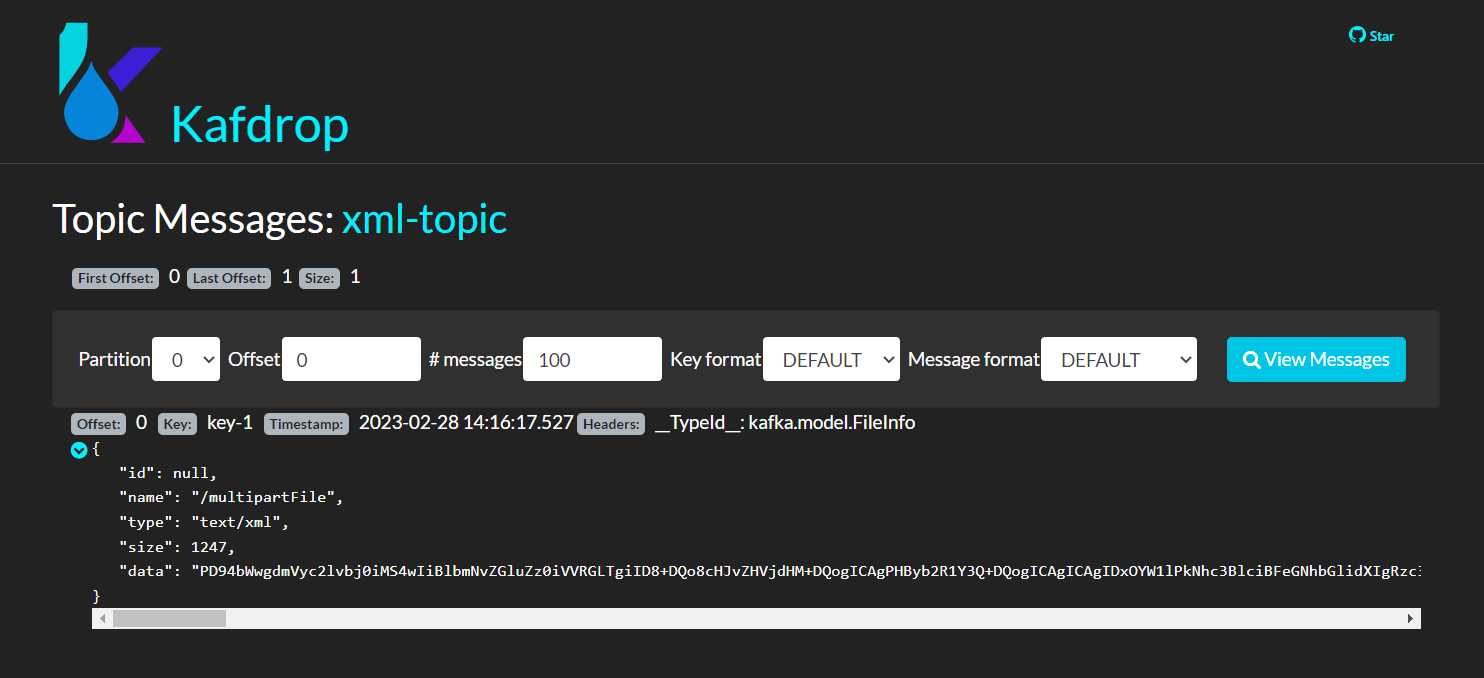 Star
Kafdrop
Topic Messages: xml-topic
First Offset: 0 Last Offset: 1 Size: 1
Partition 0 Offset 0 # messages 100 Key format DEFAULT Message format DEFAULT View Messages
Offset: 0 Key: key-1 Timestamp: 2023-02-28 14:16:17.527 Headers: __TypeId__: kafka.model.FileInfo
{
"id": null,
"name": "/multipartFile",
"type": "text/xml",
"size": 1247,
"data": "PD94bWwgdmVyc2lvbj0iMS4wIiBlbmNvZGluZz0iVVRGLTgiID8+DQo8cHJvZHVjdHM+DQogICAgPHByb2R1Y3Q+DQogICAgICAgIDxOYW1lPkNhc3BlciBFeGNhbGlidXIgRzc3
}